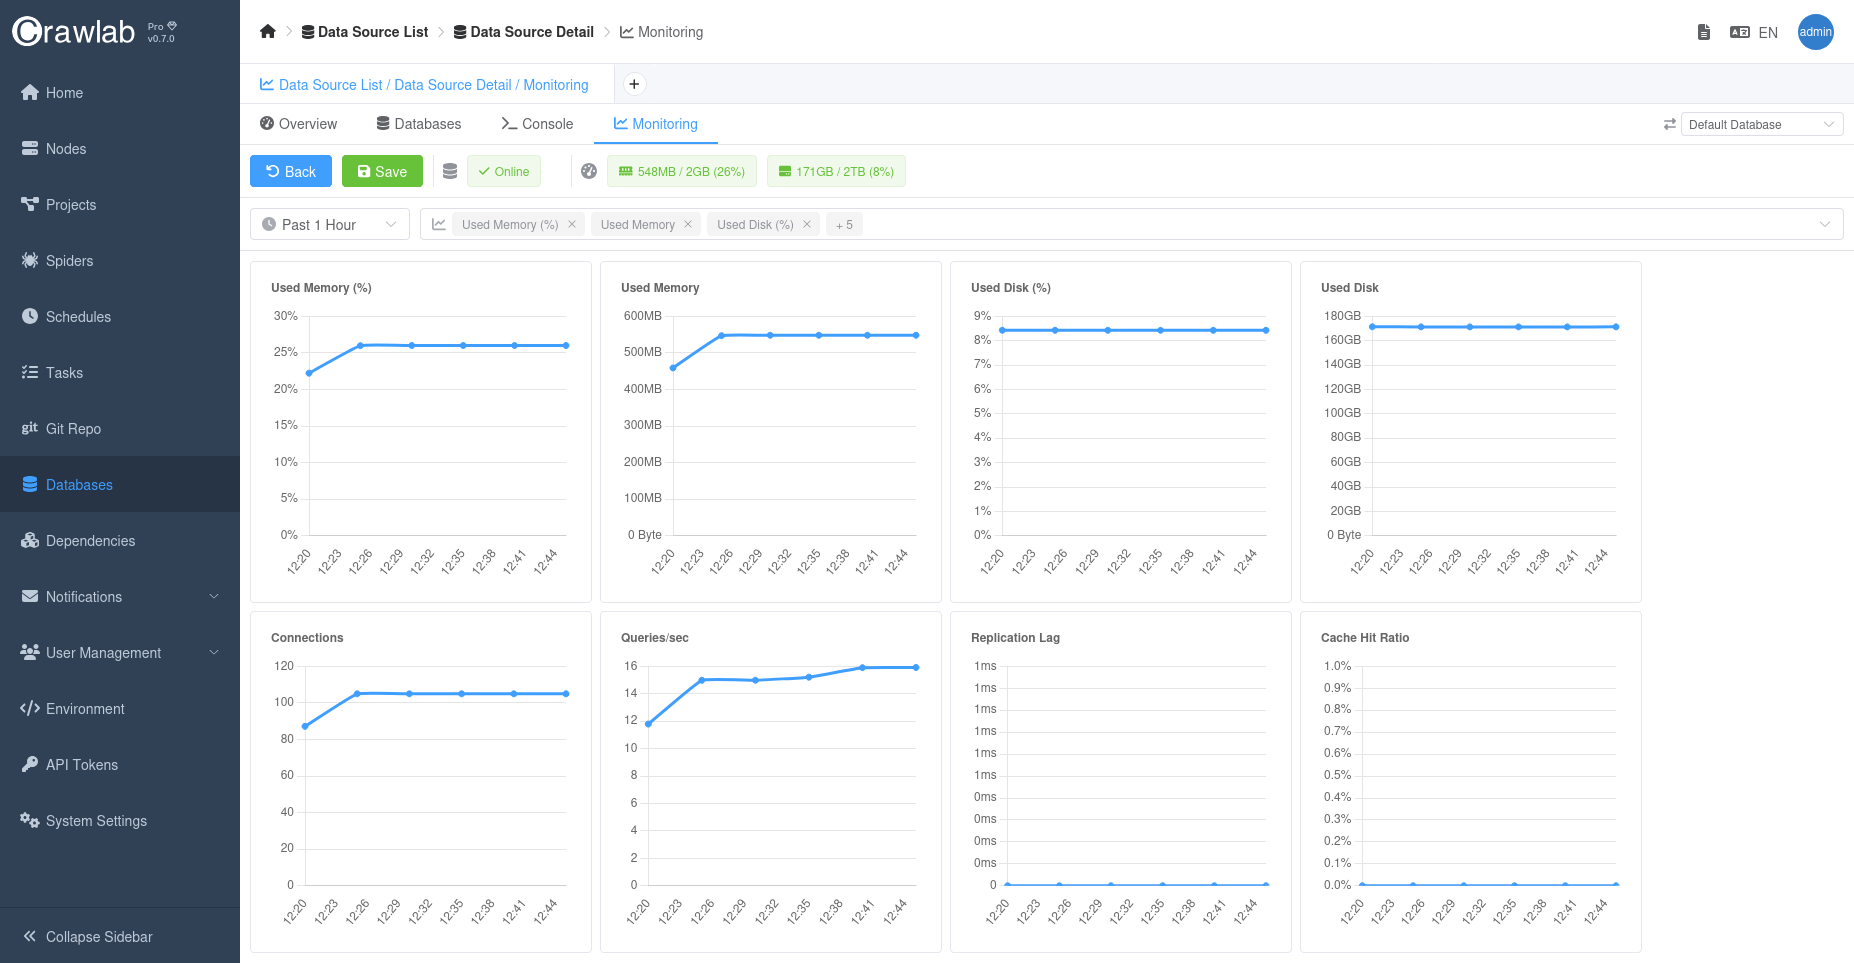 Crawlab
Pro
v0.7.0
Home
Nodes
Projects
Spiders
Schedules
Tasks
git Git Repo
Databases
Dependencies
Notifications
User Management
Environment
API Tokens
System Settings
Collapse Sidebar
Data Source List
Data Source Detail
Monitoring
EN
admin
Data Source List / Data Source Detail / Monitoring
+
Overview
Databases
Console
Monitoring
Default Database
Back
Save
Online
548MB / 2GB (26%)
171GB / 2TB (8%)
Past 1 Hour
Used Memory (%)
Used Memory
Used Disk (%)
+ 5
Used Memory (%)
30%
25%
20%
15%
10%
5%
0%
12:20 12:23 12:26 12:29 12:32 12:35 12:38 12:41 12:44
Used Memory
600MB
500MB
400MB
300MB
200MB
100MB
0 Byte
12:20 12:23 12:26 12:29 12:32 12:35 12:38 12:41 12:44
Used Disk (%)
9%
8%
7%
6%
5%
4%
3%
2%
1%
0%
12:20 12:23 12:26 12:29 12:32 12:35 12:38 12:41 12:44
Used Disk
180GB
160GB
140GB
120GB
100GB
80GB
60GB
40GB
20GB
0 Byte
12:20 12:23 12:26 12:29 12:32 12:35 12:38 12:41 12:44
Connections
120
100
80
60
40
20
0
12:20 12:23 12:26 12:29 12:32 12:35 12:38 12:41 12:44
Queries/sec
16
14
12
10
8
6
4
2
0
12:20 12:23 12:26 12:29 12:32 12:35 12:38 12:41 12:44
Replication Lag
1ms
1ms
1ms
1ms
1ms
1ms
0ms
0ms
0ms
0ms
0
12:20 12:23 12:26 12:29 12:32 12:35 12:38 12:41 12:44
Cache Hit Ratio
1.0%
0.9%
0.8%
0.7%
0.6%
0.5%
0.4%
0.3%
0.2%
0.1%
0.0%
12:20 12:23 12:26 12:29 12:32 12:35 12:38 12:41 12:44